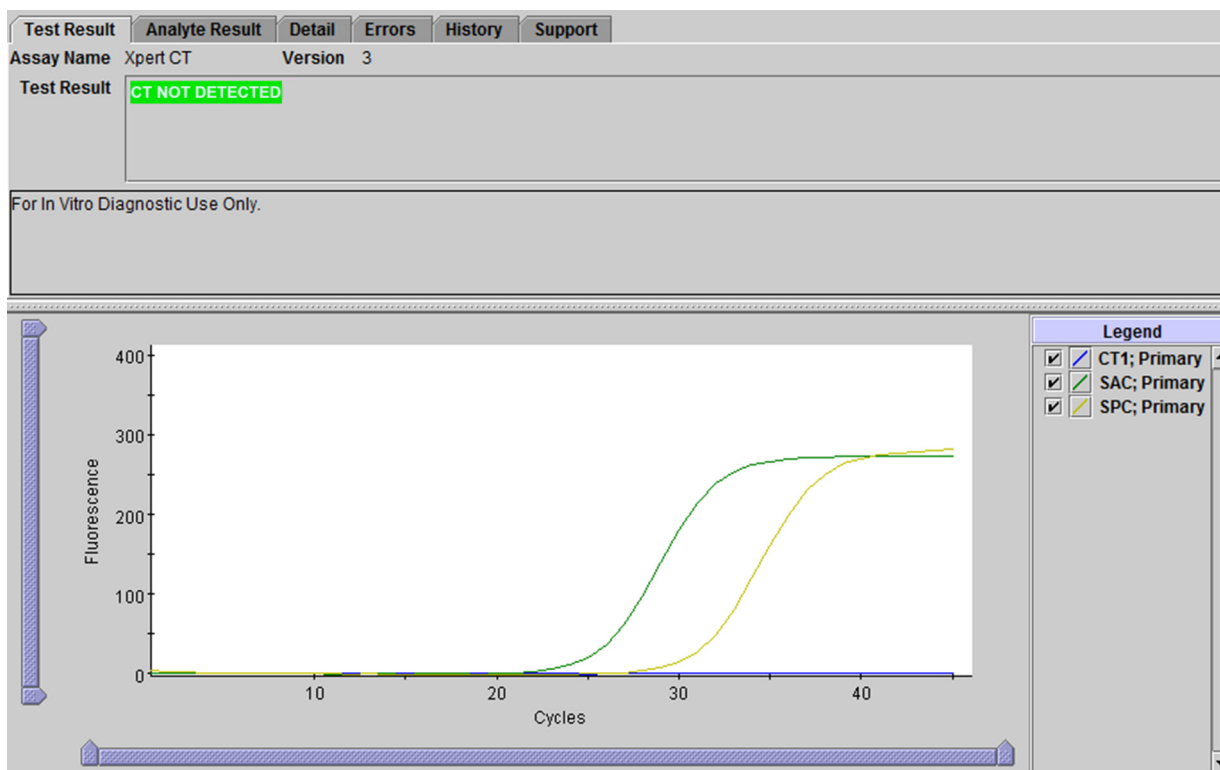 Test Result Analyte Result Detail Errors History Support
Assay Name Xpert CT Version 3
Test Result CT NOT DETECTED
For In Vitro Diagnostic Use Only.
400
300
200
100
0
Fluorescence
10 20 30 40
Cycles
Legend
CT1; Primary
SAC; Primary
SPC; Primary